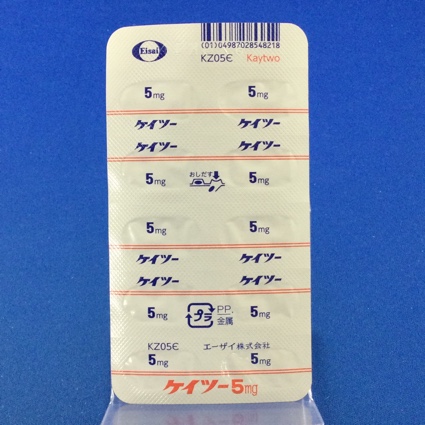 Eisai
(01)04987028548218
KZ05Є Kaytwo
5mg 5mg
ケイツー ケイツー
ケイツー ケイツー
おしだす
5mg 5mg
5mg 5mg
ケイツー ケイツー
ケイツー ケイツー
5mg プラ PP, 金属 5mg
KZ05Є エーザイ株式会社
5mg 5mg
ケイツー5mg